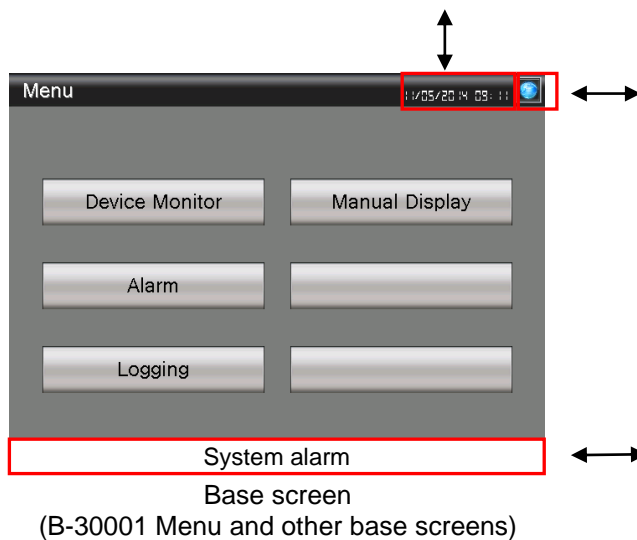 Menu
11/05/2014 09:11
Device Monitor
Manual Display
Alarm
Logging
System alarm
Base screen
(B-30001 Menu and other base screens)